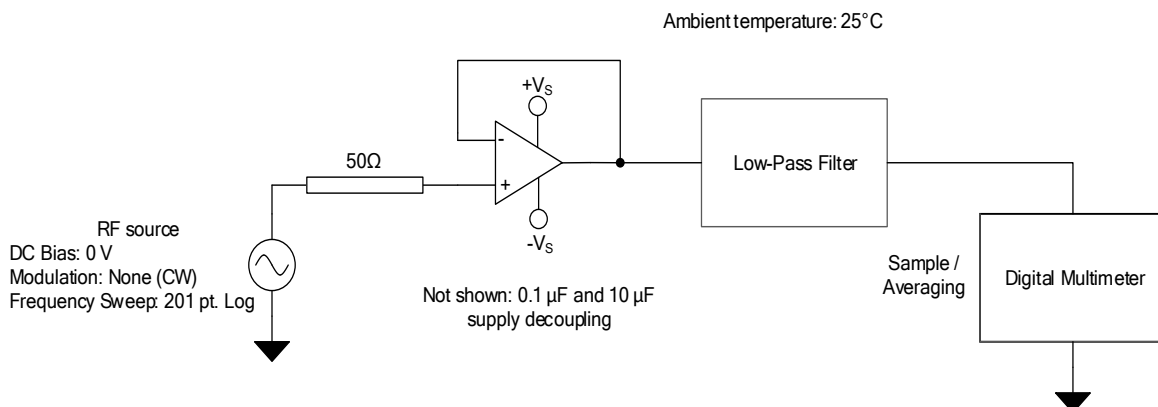 Ambient temperature: 25°C
+VS
-
50Ω
+
-VS
Low-Pass Filter
RF source
DC Bias: 0 V
Modulation: None (CW)
Frequency Sweep: 201 pt. Log
Not shown: 0.1 µF and 10 µF
supply decoupling
Sample /
Averaging
Digital Multimeter